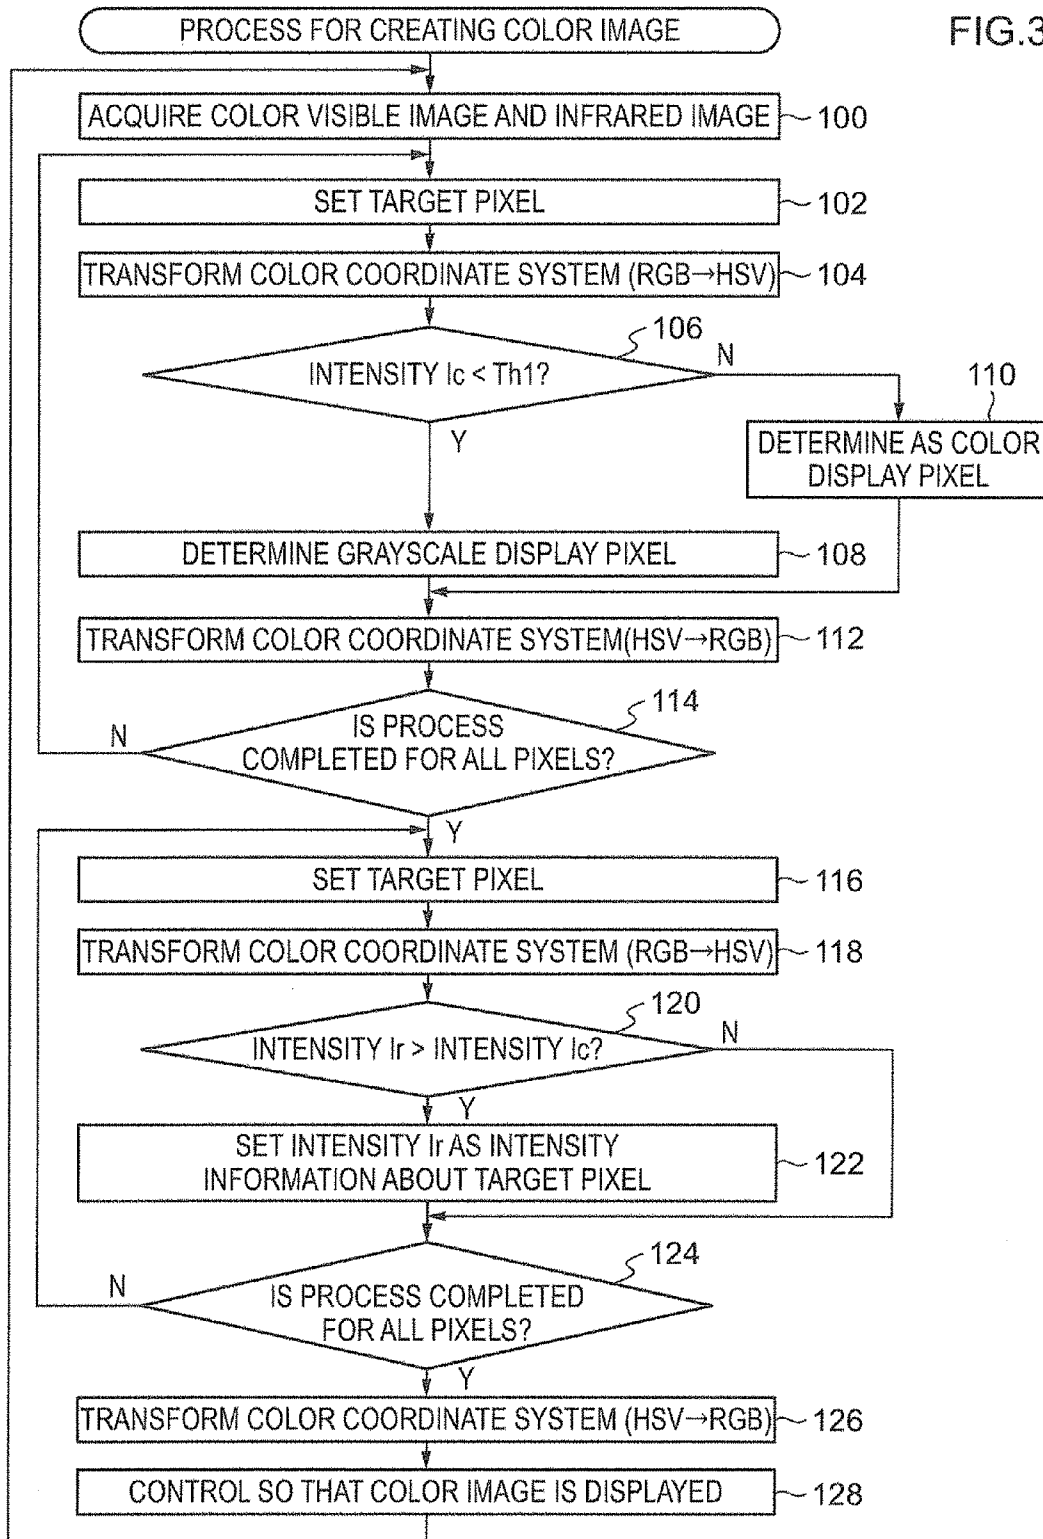 PROCESS FOR CREATING COLOR IMAGE
FIG.3
ACQUIRE COLOR VISIBLE IMAGE AND INFRARED IMAGE
100
SET TARGET PIXEL
102
TRANSFORM COLOR COORDINATE SYSTEM (RGB→HSV)
104
106
INTENSITY Ic < Th1?
N
Y
110
DETERMINE AS COLOR
DISPLAY PIXEL
DETERMINE GRAYSCALE DISPLAY PIXEL
108
TRANSFORM COLOR COORDINATE SYSTEM(HSV→RGB)
112
114
IS PROCESS
COMPLETED FOR ALL PIXELS?
N
Y
SET TARGET PIXEL
116
TRANSFORM COLOR COORDINATE SYSTEM (RGB→HSV)
118
120
INTENSITY Ir > INTENSITY Ic?
N
Y
SET INTENSITY Ir AS INTENSITY
INFORMATION ABOUT TARGET PIXEL
122
124
IS PROCESS COMPLETED
FOR ALL PIXELS?
N
Y
TRANSFORM COLOR COORDINATE SYSTEM (HSV→RGB)
126
CONTROL SO THAT COLOR IMAGE IS DISPLAYED
128